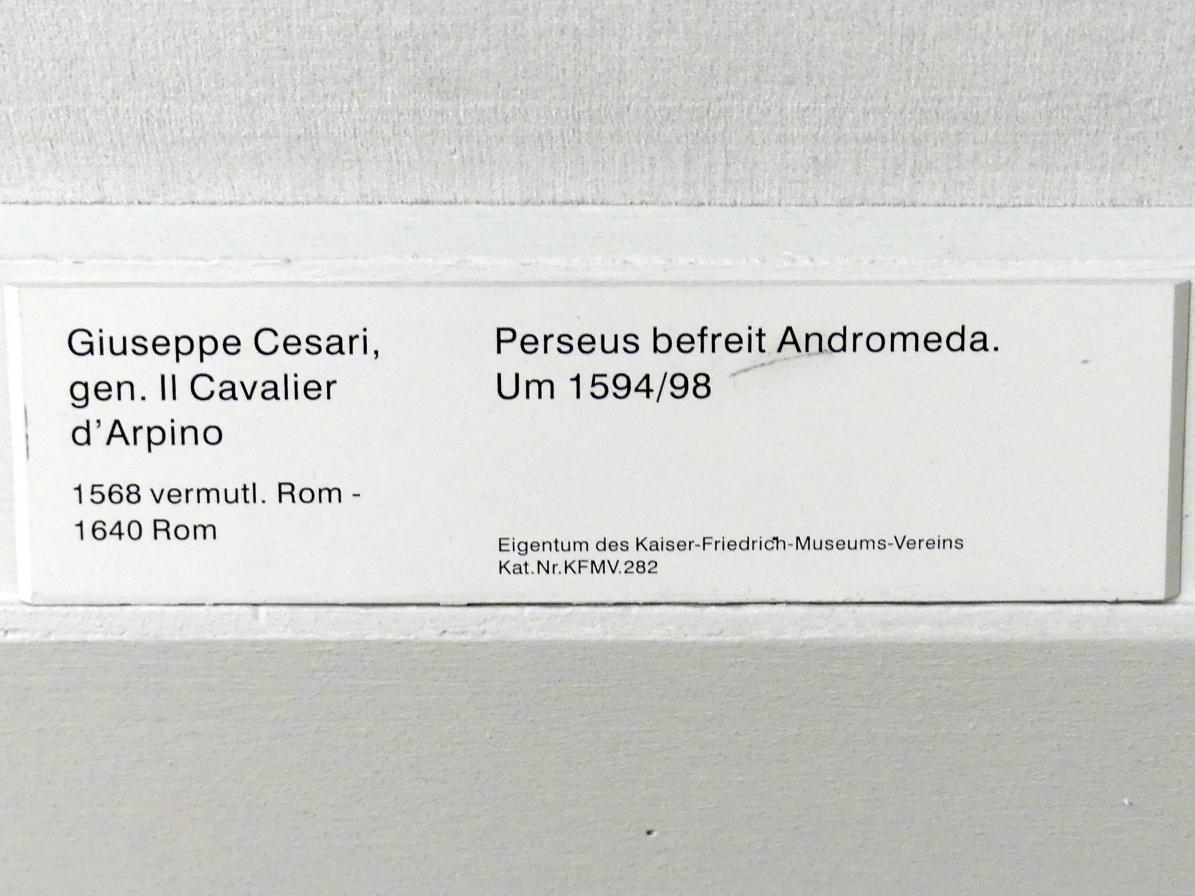 Giuseppe Cesari,
gen. Il Cavalier
d'Arpino
1568 vermutl. Rom -
1640 Rom
Perseus befreit Andromeda.
Um 1594/98
Eigentum des Kaiser-Friedrich-Museums-Vereins
Kat.Nr.KFMV.282